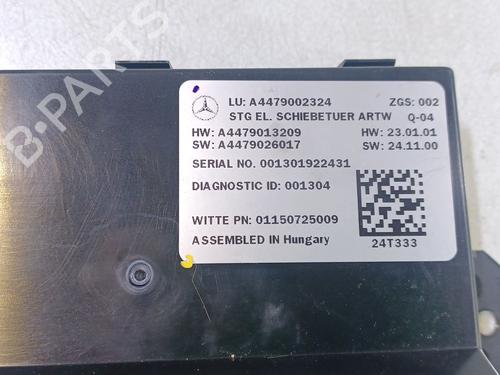 LU: A4479002324 ZGS: 002
STG EL. SCHIEBETUER ARTW Q-04
HW: A4479013209 HW: 23.01.01
SW: A4479026017 SW: 24.11.00
SERIAL NO. 001301922431
DIAGNOSTIC ID: 001304
WITTE PN: 01150725009
ASSEMBLED IN Hungary 24T333
B-PARTS